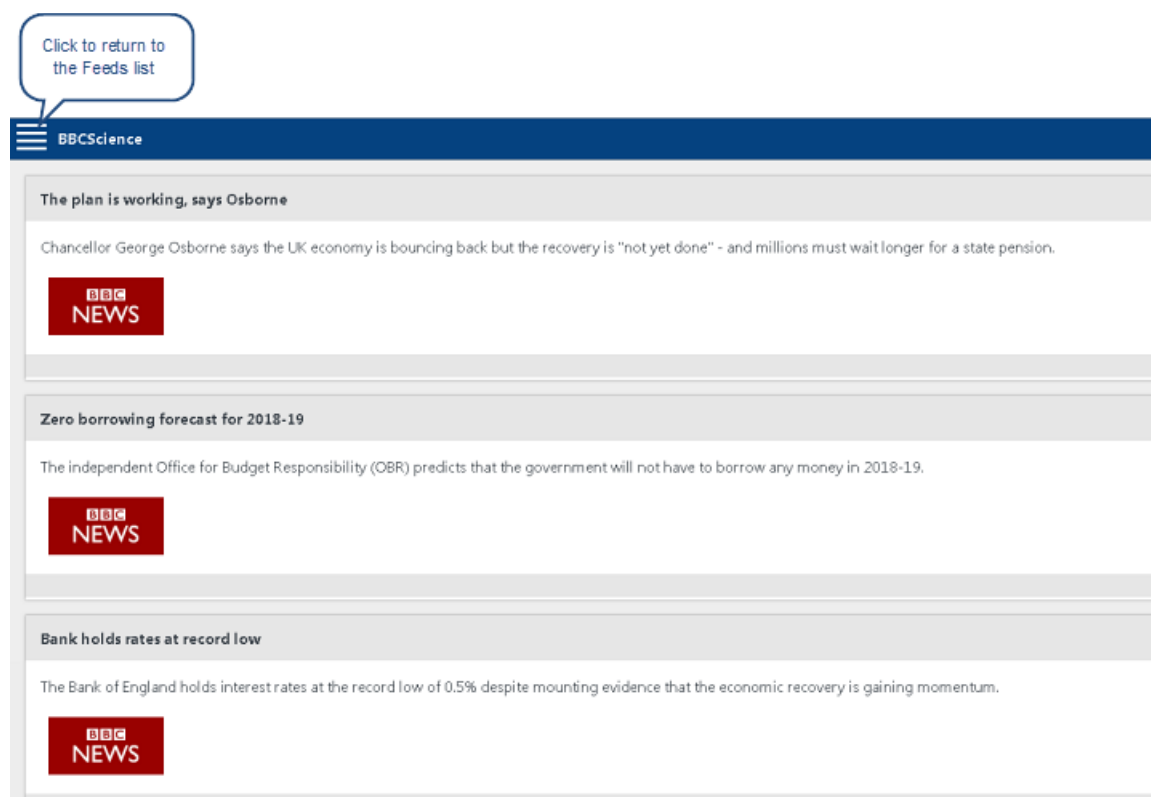 Click to return to
the Feeds list
BBCScience
The plan is working, says Osborne
Chancellor George Osborne says the UK economy is bouncing back but the recovery is "not yet done" - and millions must wait longer for a state pension.
BBC
NEWS
Zero borrowing forecast for 2018-19
The independent Office for Budget Responsibility (OBR) predicts that the government will not have to borrow any money in 2018-19.
BBC
NEWS
Bank holds rates at record low
The Bank of England holds interest rates at the record low of 0.5% despite mounting evidence that the economic recovery is gaining momentum.
BBC
NEWS